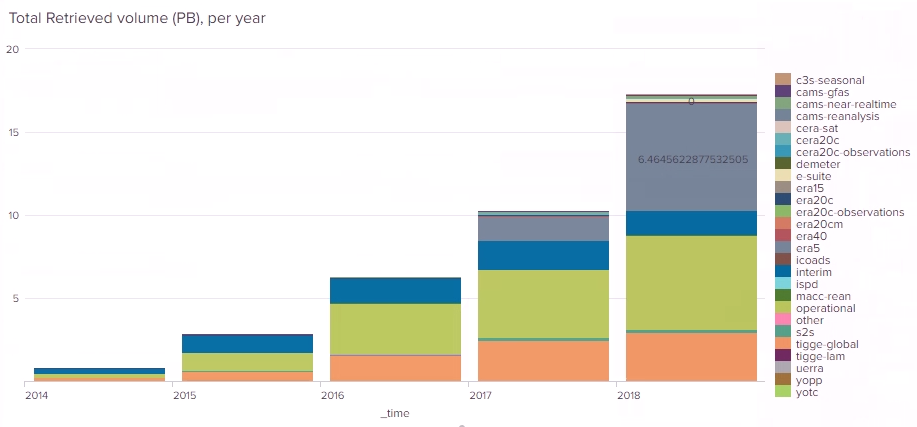 Total Retrieved volume (PB), per year
20
15
10
5
0
6.4645622877532505
2014
2015
2016
2017
2018
_time
c3s-seasonal
cams-gfas
cams-near-realtime
cams-reanalysis
cera-sat
cera20c
cera20c-observations
demeter
e-suite
era15
era20c
era20c-observations
era20cm
era40
era5
icoads
interim
ispd
macc-rean
operational
other
s2s
tigge-global
tigge-lam
uerra
yopp
yotc